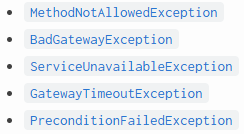 MethodNotAllowedException
BadGatewayException
ServiceUnavailableException
GatewayTimeoutException
PreconditionFailedException